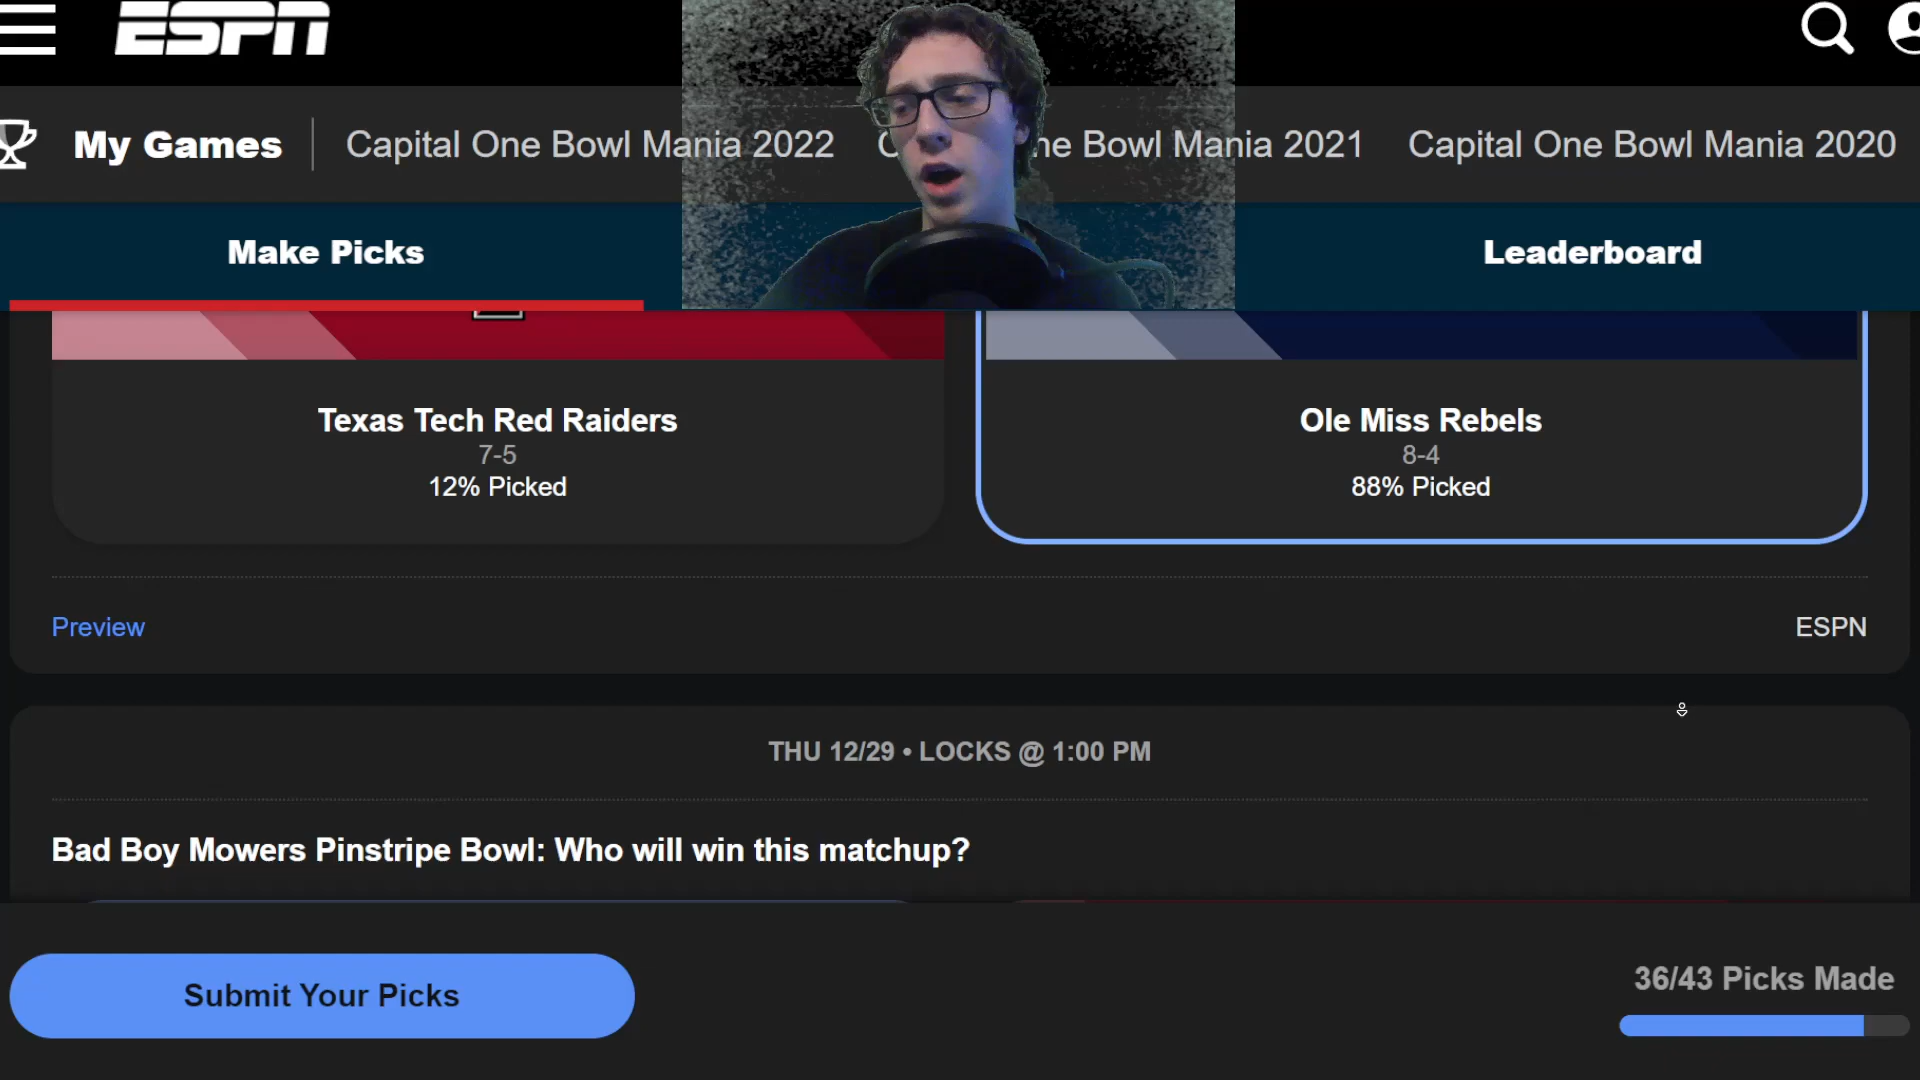 ESPN
My Games
Capital One Bowl Mania 2022
ne Bowl Mania 2021
Capital One Bowl Mania 2020
Make Picks
Leaderboard
Texas Tech Red Raiders
7-5
12% Picked
Ole Miss Rebels
8-4
88% Picked
Preview
ESPN
THU 12/29 • LOCKS @ 1:00 PM
Bad Boy Mowers Pinstripe Bowl: Who will win this matchup?
Submit Your Picks
36/43 Picks Made